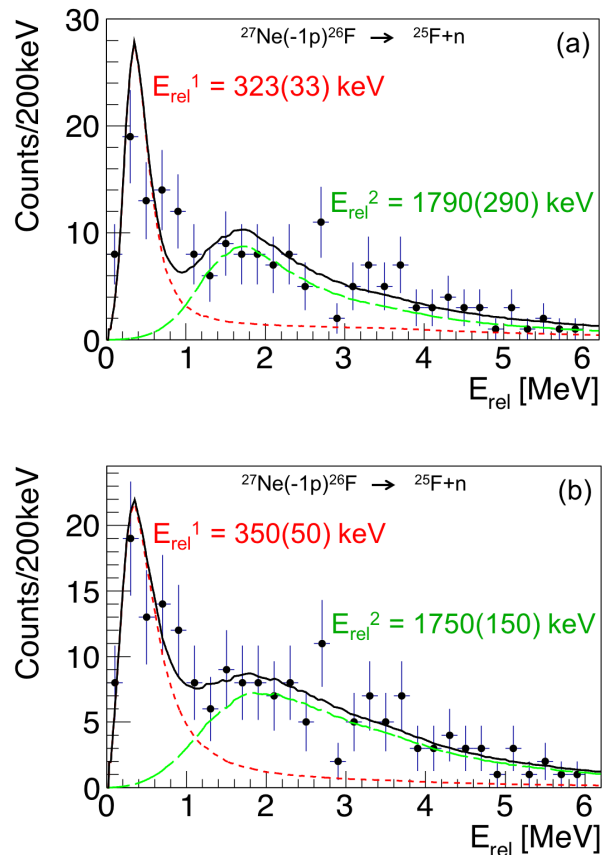 30
²⁷Ne(-1p)²⁶F → ²⁵F+n
(a)
E_rel¹ = 323(33) keV
Counts/200keV
20
E_rel² = 1790(290) keV
10
0
0 1 2 3 4 5 6
E_rel [MeV]
²⁷Ne(-1p)²⁶F → ²⁵F+n
(b)
E_rel¹ = 350(50) keV
Counts/200keV
20
15
E_rel² = 1750(150) keV
10
5
0
0 1 2 3 4 5 6
E_rel [MeV]